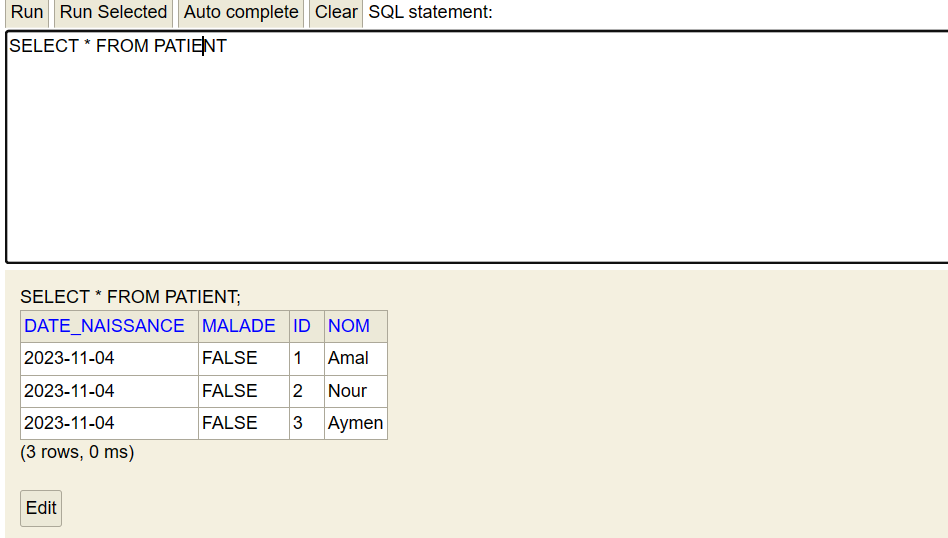 Run Run Selected Auto complete Clear SQL statement:
SELECT * FROM PATIENT
SELECT * FROM PATIENT;
DATE_NAISSANCE MALADE ID NOM
2023-11-04 FALSE 1 Amal
2023-11-04 FALSE 2 Nour
2023-11-04 FALSE 3 Aymen
(3 rows, 0 ms)
Edit